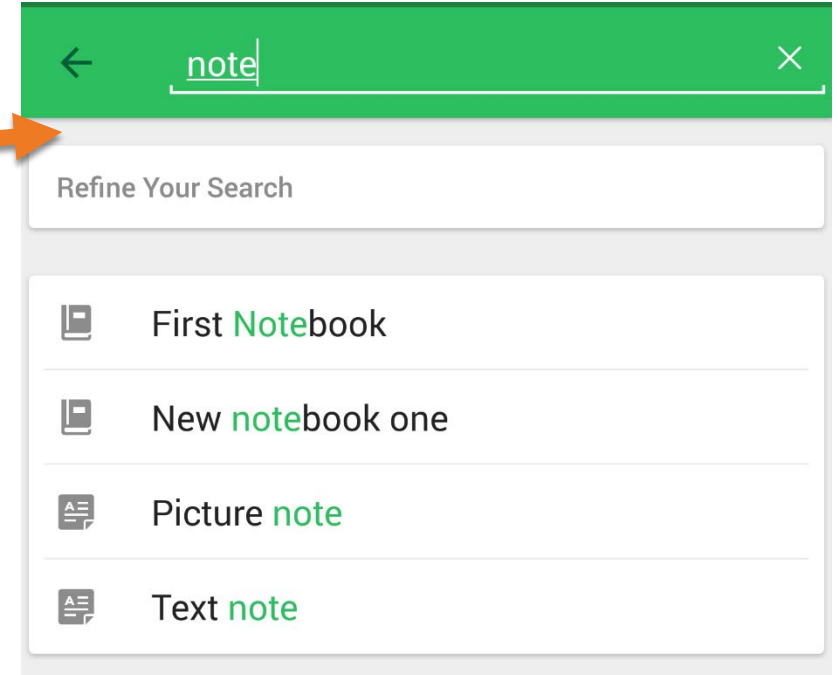 note
Refine Your Search
First Notebook
New notebook one
Picture note
Text note